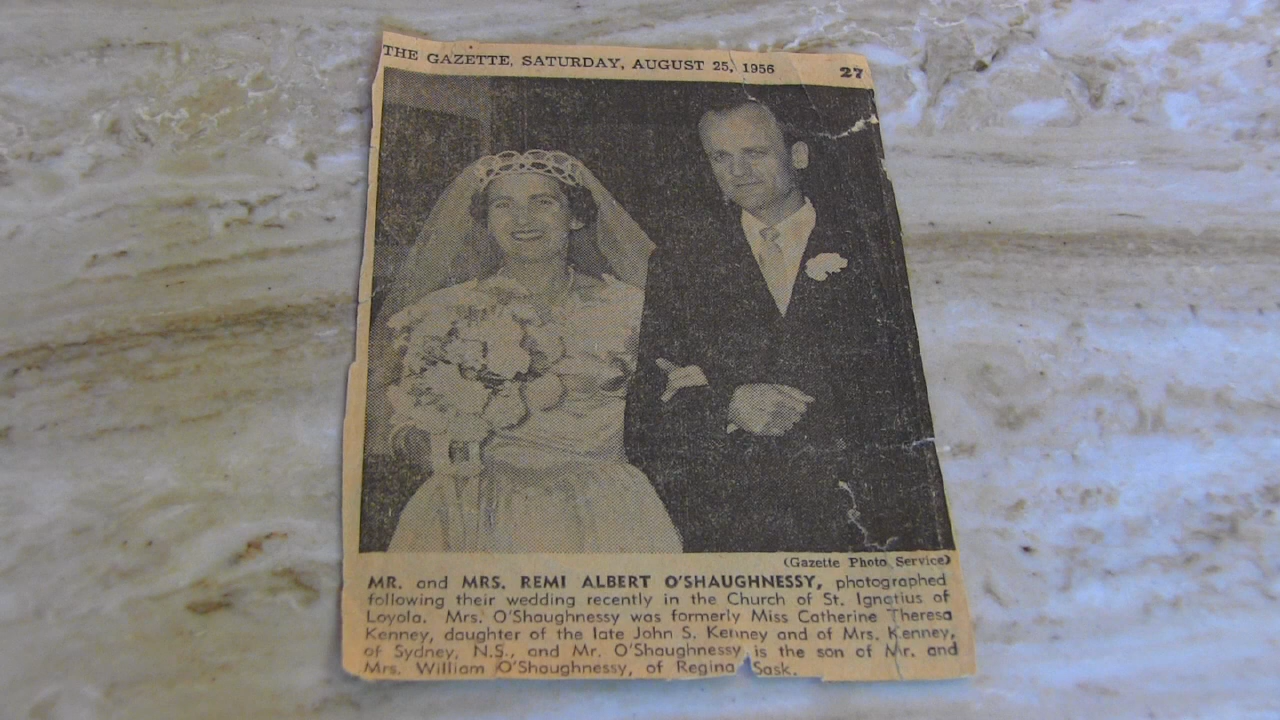 THE GAZETTE, SATURDAY, AUGUST 25, 1956 27
(Gazette Photo Service)
MR. and MRS. REMI ALBERT O'SHAUGHNESSY, photographed
following their wedding recently in the Church of St. Ignatius of
Loyola. Mrs. O'Shaughnessy was formerly Miss Catherine Theresa
Kenney, daughter of the late John S. Kenney and of Mrs. Kenney,
of Sydney, N.S., and Mr. O'Shaughnessy is the son of Mr. and
Mrs. William O'Shaughnessy, of Regina Sask.